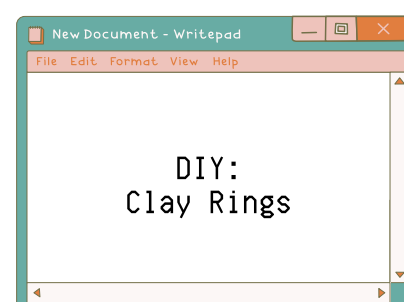 New Document - Writepad
File Edit Format View Help
DIY:
Clay Rings